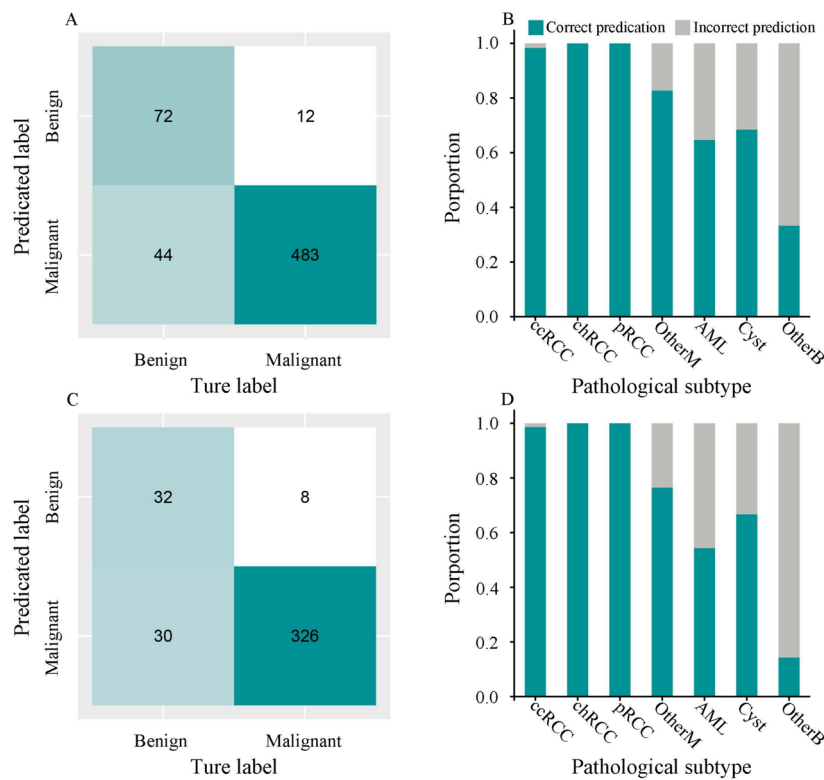 A
Predicated label
Benign
Malignant
72
12
44
483
Benign
Malignant
Ture label
B
Correct predication
Incorrect prediction
Porportion
1.0
0.8
0.6
0.4
0.2
0.0
ccRCC
chRCC
pRCC
OtherM
AML
Cyst
OtherB
Pathological subtype
C
Predicated label
Benign
Malignant
32
8
30
326
Benign
Malignant
Ture label
D
Porportion
1.0
0.8
0.6
0.4
0.2
0.0
ccRCC
chRCC
pRCC
OtherM
AML
Cyst
OtherB
Pathological subtype